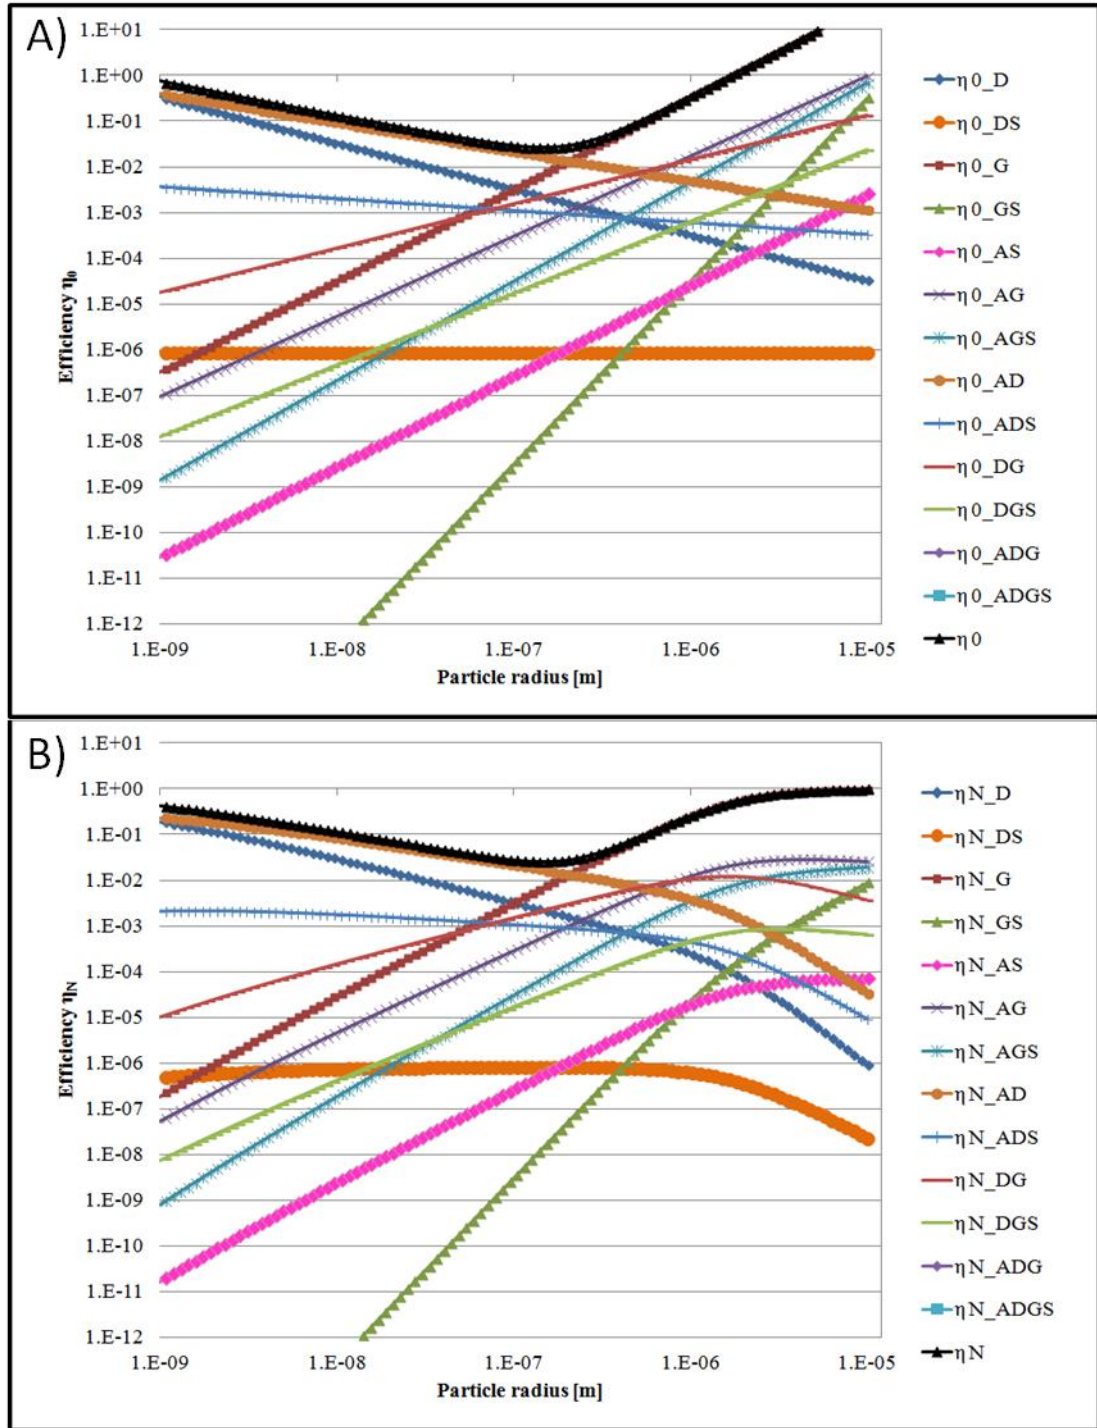 A)
1.E+01
1.E+00
1.E-01
1.E-02
1.E-03
1.E-04
1.E-05
1.E-06
1.E-07
1.E-08
1.E-09
1.E-10
1.E-11
1.E-12
Efficiency η₀
1.E-09 1.E-08 1.E-07 1.E-06 1.E-05
Particle radius [m]
η0_D
η0_DS
η0_G
η0_GS
η0_AS
η0_AG
η0_AGS
η0_AD
η0_ADS
η0_DG
η0_DGS
η0_ADG
η0_ADGS
η0
B)
1.E+01
1.E+00
1.E-01
1.E-02
1.E-03
1.E-04
1.E-05
1.E-06
1.E-07
1.E-08
1.E-09
1.E-10
1.E-11
1.E-12
Efficiency ηN
1.E-09 1.E-08 1.E-07 1.E-06 1.E-05
Particle radius [m]
ηN_D
ηN_DS
ηN_G
ηN_GS
ηN_AS
ηN_AG
ηN_AGS
ηN_AD
ηN_ADS
ηN_DG
ηN_DGS
ηN_ADG
ηN_ADGS
ηN